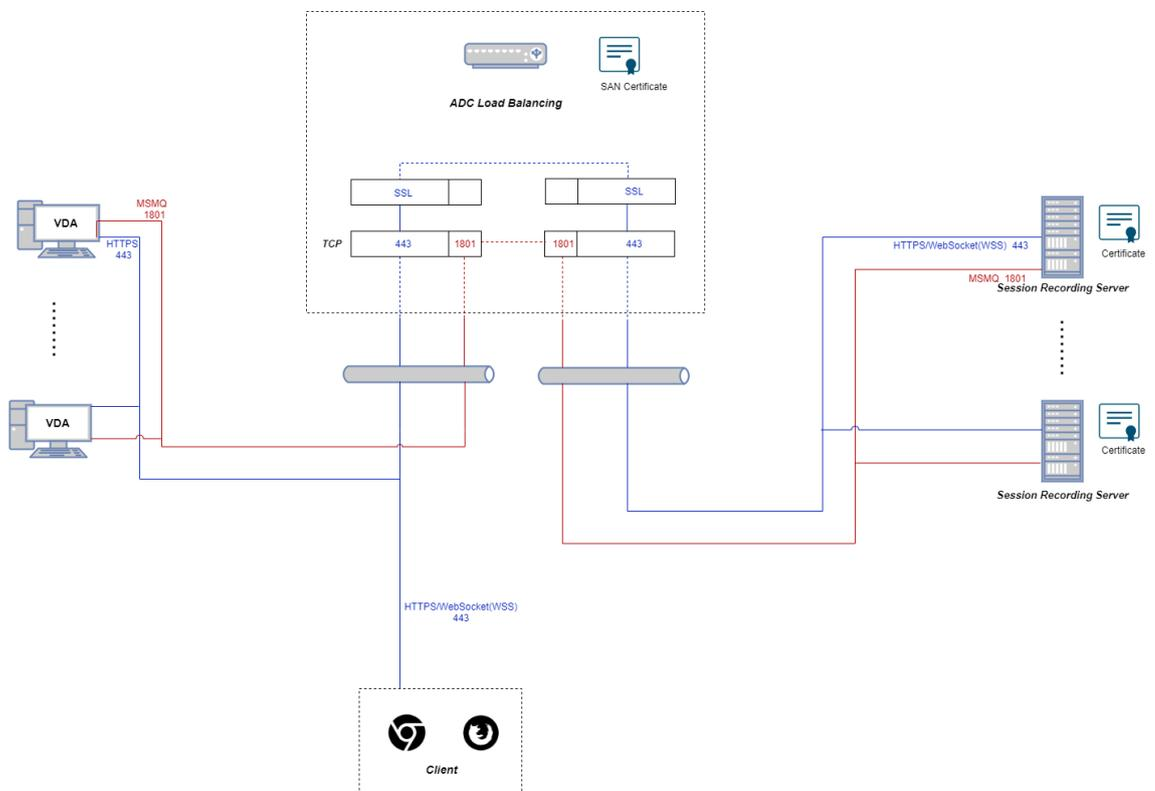 SAN Certificate
ADC Load Balancing
SSL
SSL
TCP
443
1801
1801
443
VDA
MSMQ
1801
HTTPS
443
VDA
HTTPS/WebSocket(WSS) 443
MSMQ 1801
Certificate
Session Recording Server
Certificate
Session Recording Server
HTTPS/WebSocket(WSS)
443
Client